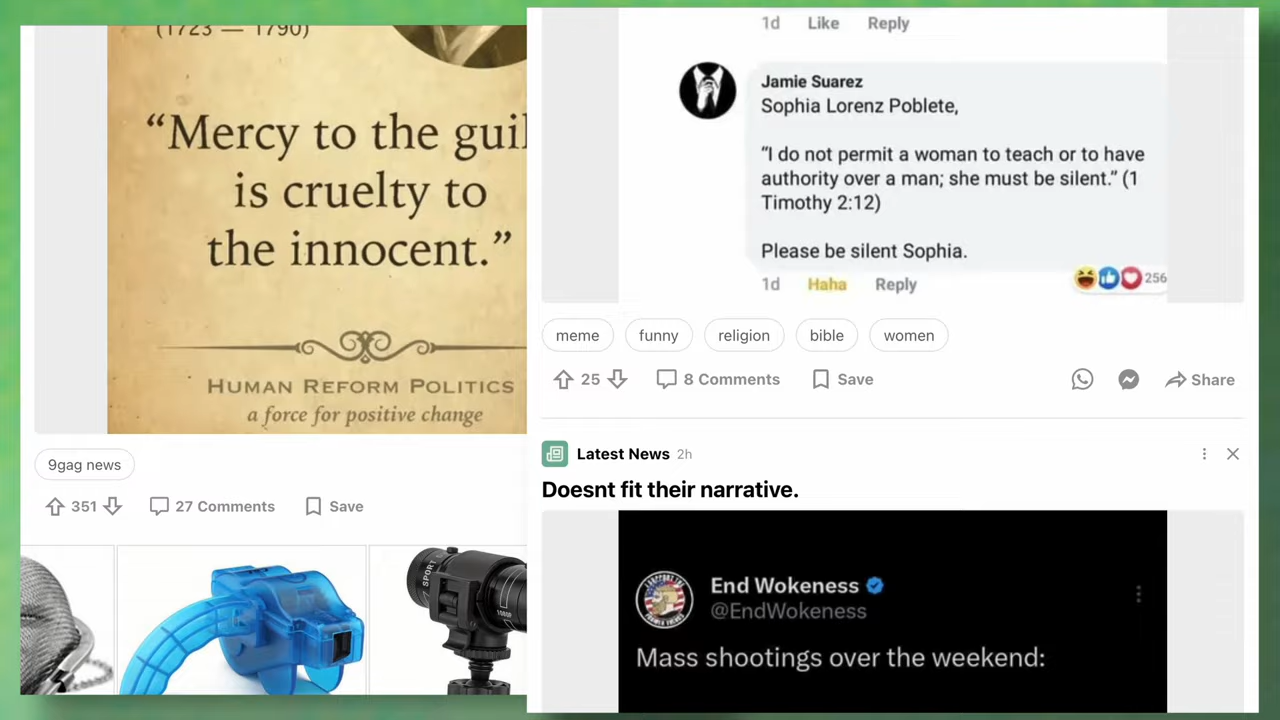 (1723 — 1790)
“Mercy to the guil
is cruelty to
the innocent.”
HUMAN REFORM POLITICS
a force for positive change
9gag news
351
27 Comments
Save
SPORT
1080P
1d Like Reply
Jamie Suarez
Sophia Lorenz Poblete,
“I do not permit a woman to teach or to have
authority over a man; she must be silent.” (1
Timothy 2:12)
Please be silent Sophia.
1d Haha Reply
256
meme funny religion bible women
25 8 Comments Save Share
Latest News 2h
Doesnt fit their narrative.
End Wokeness
@EndWokeness
Mass shootings over the weekend: